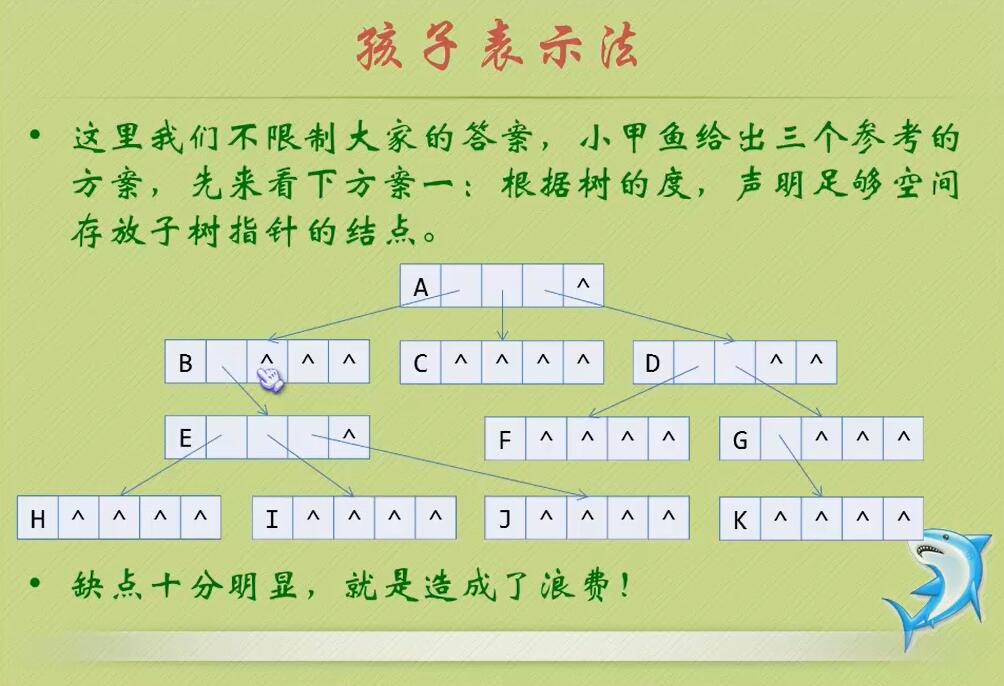 孩子表示法
• 这里我们不限制大家的答案，小甲鱼给出三个参考的
方案，先来看下方案一：根据树的度，声明足够空间
存放子树指针的结点。
A ^
B ^ ^ ^
C ^ ^ ^ ^
D ^ ^
E ^
F ^ ^ ^ ^
G ^ ^ ^
H ^ ^ ^ ^
I ^ ^ ^ ^
J ^ ^ ^ ^
K ^ ^ ^ ^
• 缺点十分明显，就是造成了浪费！